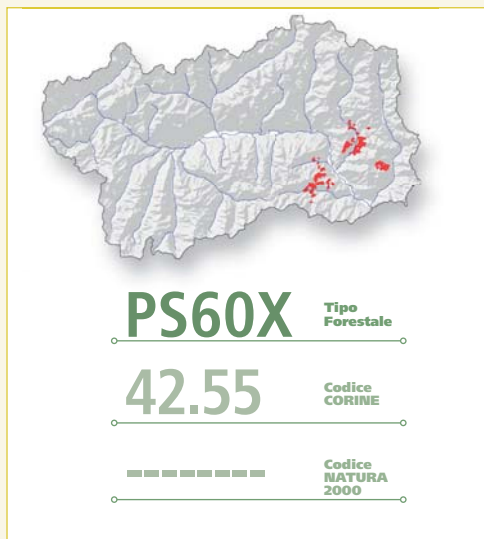 PS60X
Tipo
Forestale
42.55
Codice
CORINE
--------
Codice
NATURA
2000